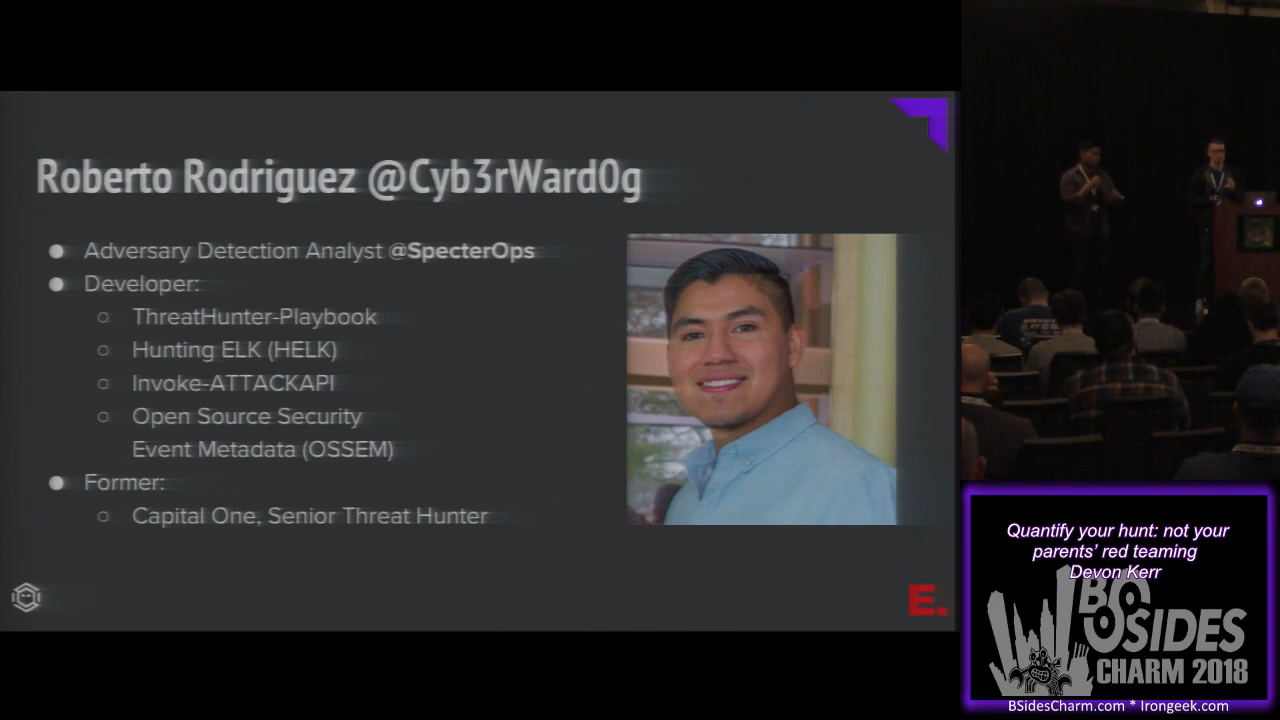 Roberto Rodriguez @Cyb3rWard0g
● Adversary Detection Analyst @SpecterOps
● Developer:
○ ThreatHunter-Playbook
○ Hunting ELK (HELK)
○ Invoke-ATTACKAPI
○ Open Source Security
Event Metadata (OSSEM)
● Former:
○ Capital One, Senior Threat Hunter
E.
Quantify your hunt: not your
parents' red teaming
Devon Kerr
BSIDES
CHARM 2018
BSidesCharm.com * Irongeek.com